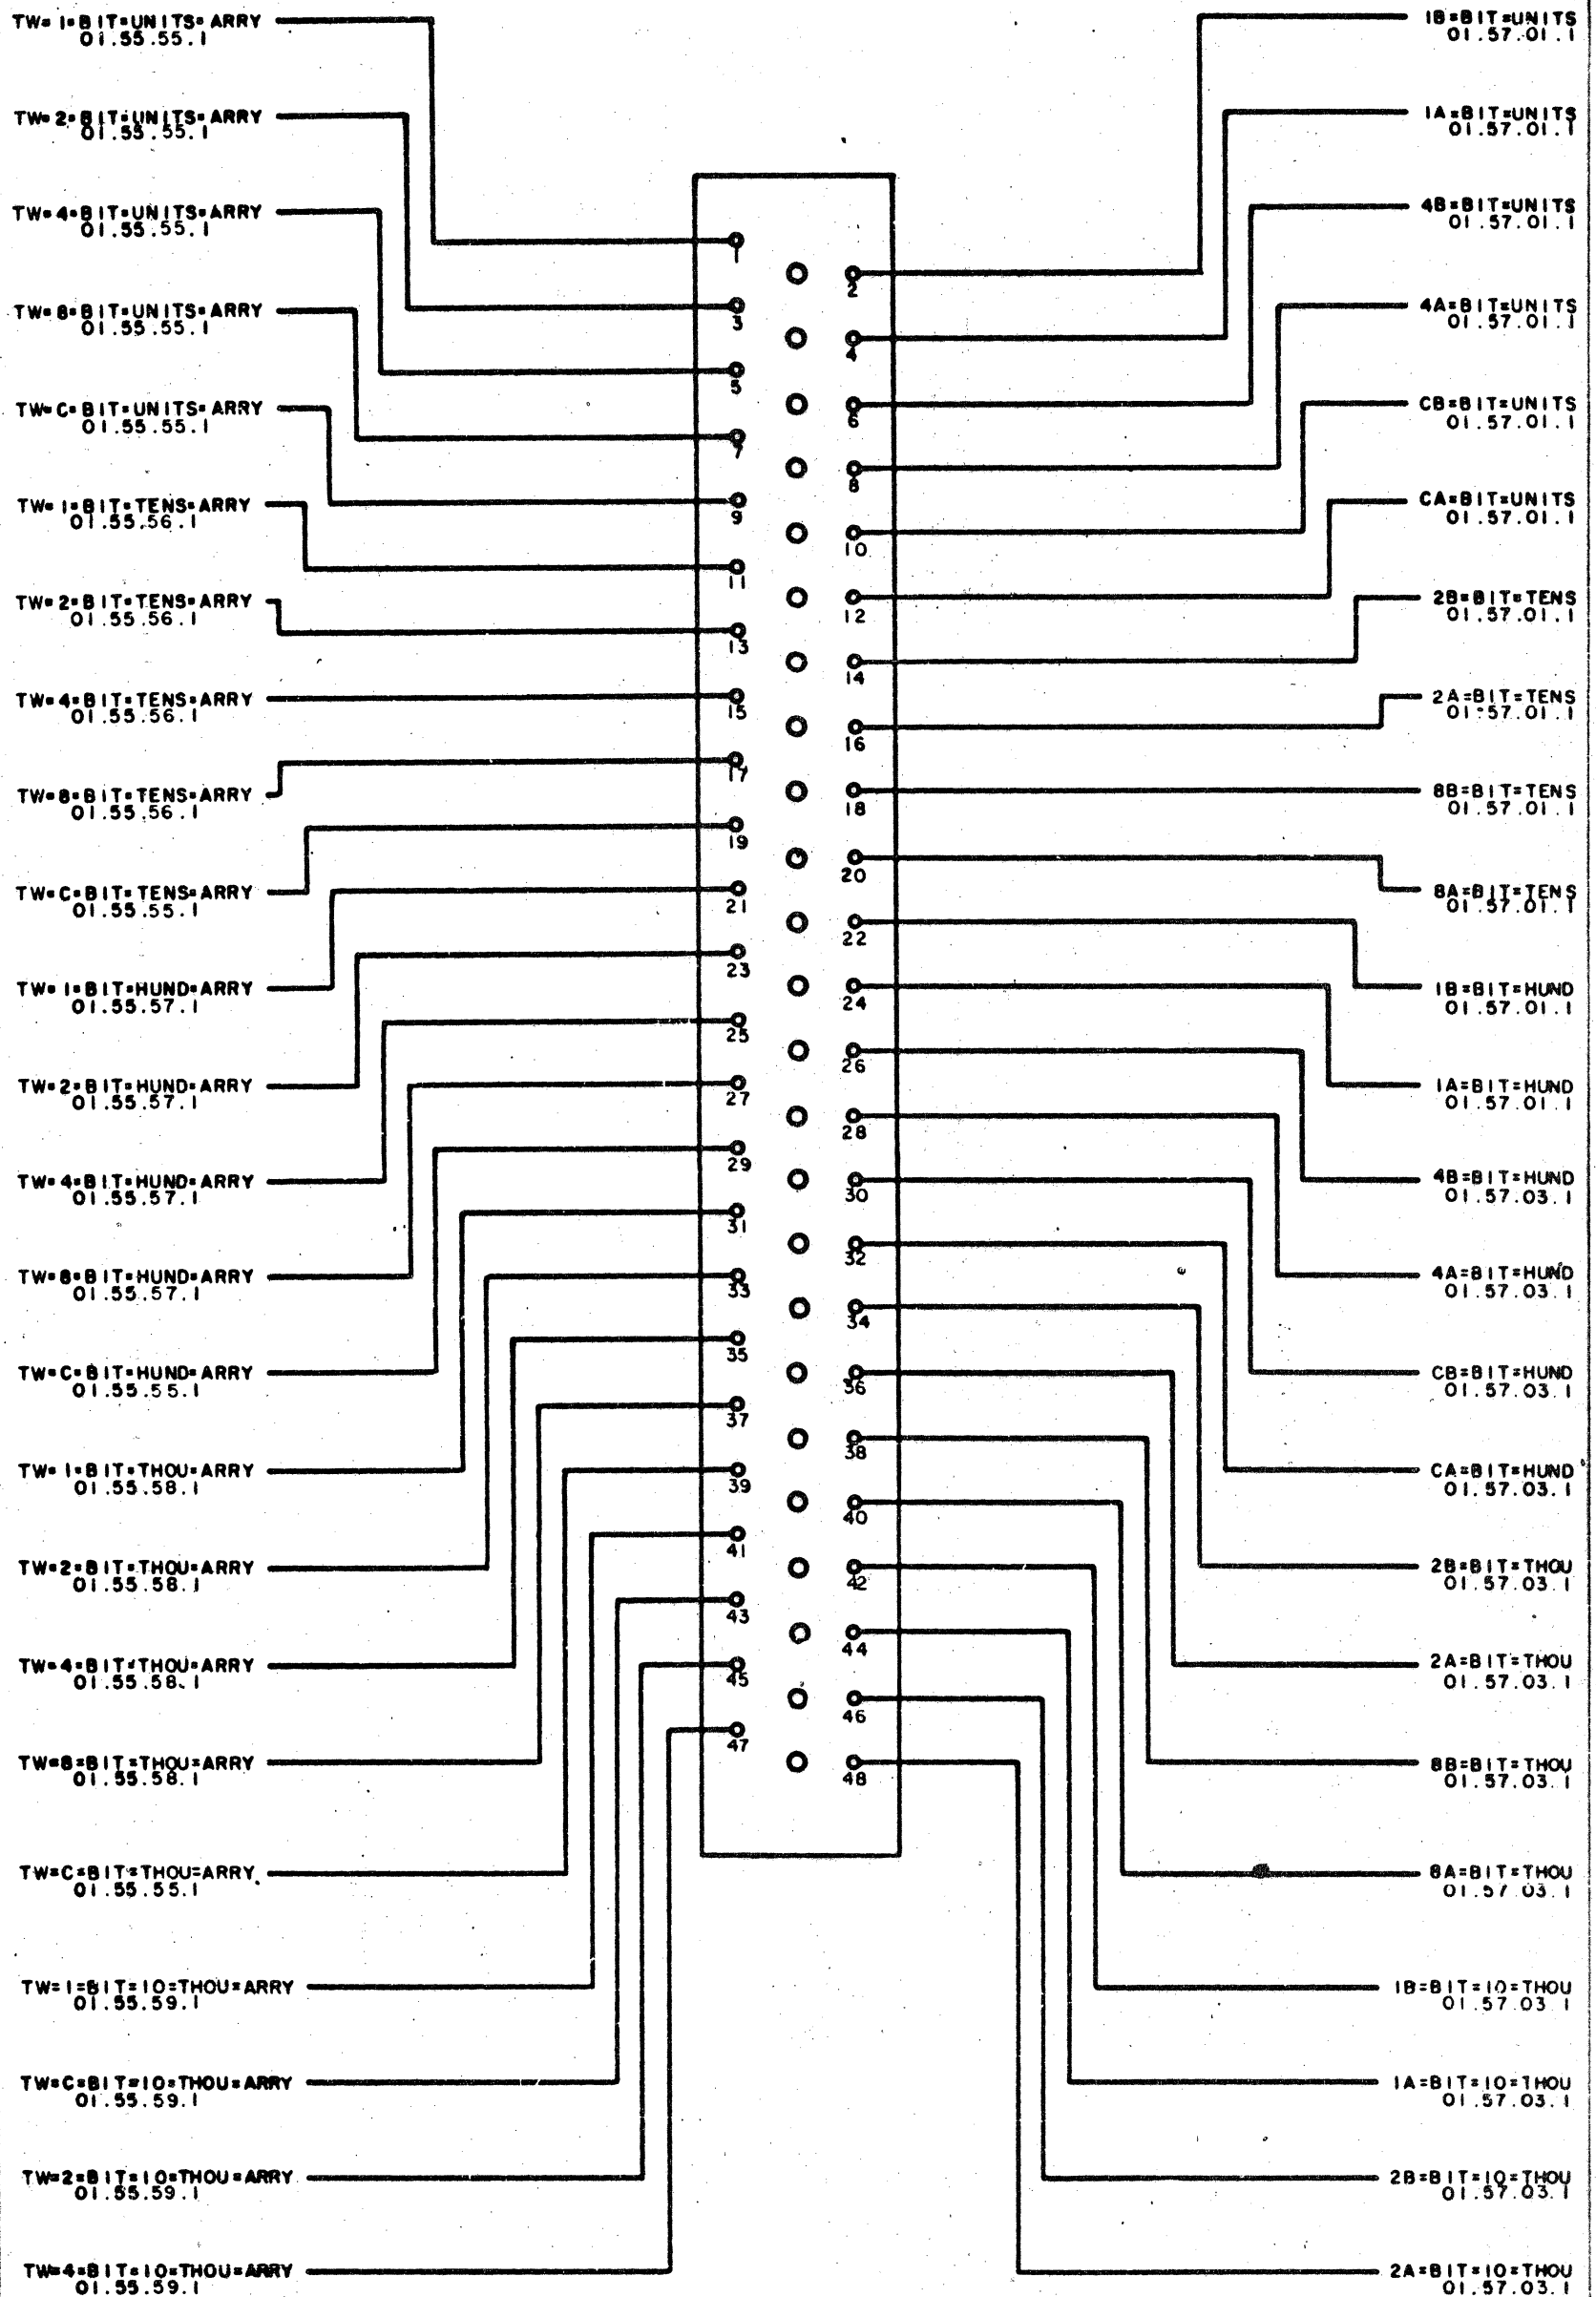 TW=1=BIT=UNITS=ARRY
01.55.55.1
TW=2=BIT=UNITS=ARRY
01.55.55.1
TW=4=BIT=UNITS=ARRY
01.55.55.1
TW=8=BIT=UNITS=ARRY
01.55.55.1
TW=C=BIT=UNITS=ARRY
01.55.55.1
TW=1=BIT=TENS=ARRY
01.55.56.1
TW=2=BIT=TENS=ARRY
01.55.56.1
TW=4=BIT=TENS=ARRY
01.55.56.1
TW=8=BIT=TENS=ARRY
01.55.56.1
TW=C=BIT=TENS=ARRY
01.55.55.1
TW=1=BIT=HUND=ARRY
01.55.57.1
TW=2=BIT=HUND=ARRY
01.55.57.1
TW=4=BIT=HUND=ARRY
01.55.57.1
TW=8=BIT=HUND=ARRY
01.55.57.1
TW=C=BIT=HUND=ARRY
01.55.55.1
TW=1=BIT=THOU=ARRY
01.55.58.1
TW=2=BIT=THOU=ARRY
01.55.58.1
TW=4=BIT=THOU=ARRY
01.55.58.1
TW=8=BIT=THOU=ARRY
01.55.58.1
TW=C=BIT=THOU=ARRY
01.55.55.1
TW=1=BIT=10=THOU=ARRY
01.55.59.1
TW=C=BIT=10=THOU=ARRY
01.55.59.1
TW=2=BIT=10=THOU=ARRY
01.55.59.1
TW=4=BIT=10=THOU=ARRY
01.55.59.1
1
2
3
4
5
6
7
8
9
10
11
12
13
14
15
16
17
18
19
20
21
22
23
24
25
26
27
28
29
30
31
32
33
34
35
36
37
38
39
40
41
42
43
44
45
46
47
48
1B=BIT=UNITS
01.57.01.1
1A=BIT=UNITS
01.57.01.1
4B=BIT=UNITS
01.57.01.1
4A=BIT=UNITS
01.57.01.1
CB=BIT=UNITS
01.57.01.1
CA=BIT=UNITS
01.57.01.1
2B=BIT=TENS
01.57.01.1
2A=BIT=TENS
01.57.01.1
8B=BIT=TENS
01.57.01.1
8A=BIT=TENS
01.57.01.1
1B=BIT=HUND
01.57.01.1
1A=BIT=HUND
01.57.01.1
4B=BIT=HUND
01.57.03.1
4A=BIT=HUND
01.57.03.1
CB=BIT=HUND
01.57.03.1
CA=BIT=HUND
01.57.03.1
2B=BIT=THOU
01.57.03.1
2A=BIT=THOU
01.57.03.1
8B=BIT=THOU
01.57.03.1
8A=BIT=THOU
01.57.03.1
1B=BIT=10=THOU
01.57.03.1
1A=BIT=10=THOU
01.57.03.1
2B=BIT=10=THOU
01.57.03.1
2A=BIT=10=THOU
01.57.03.1